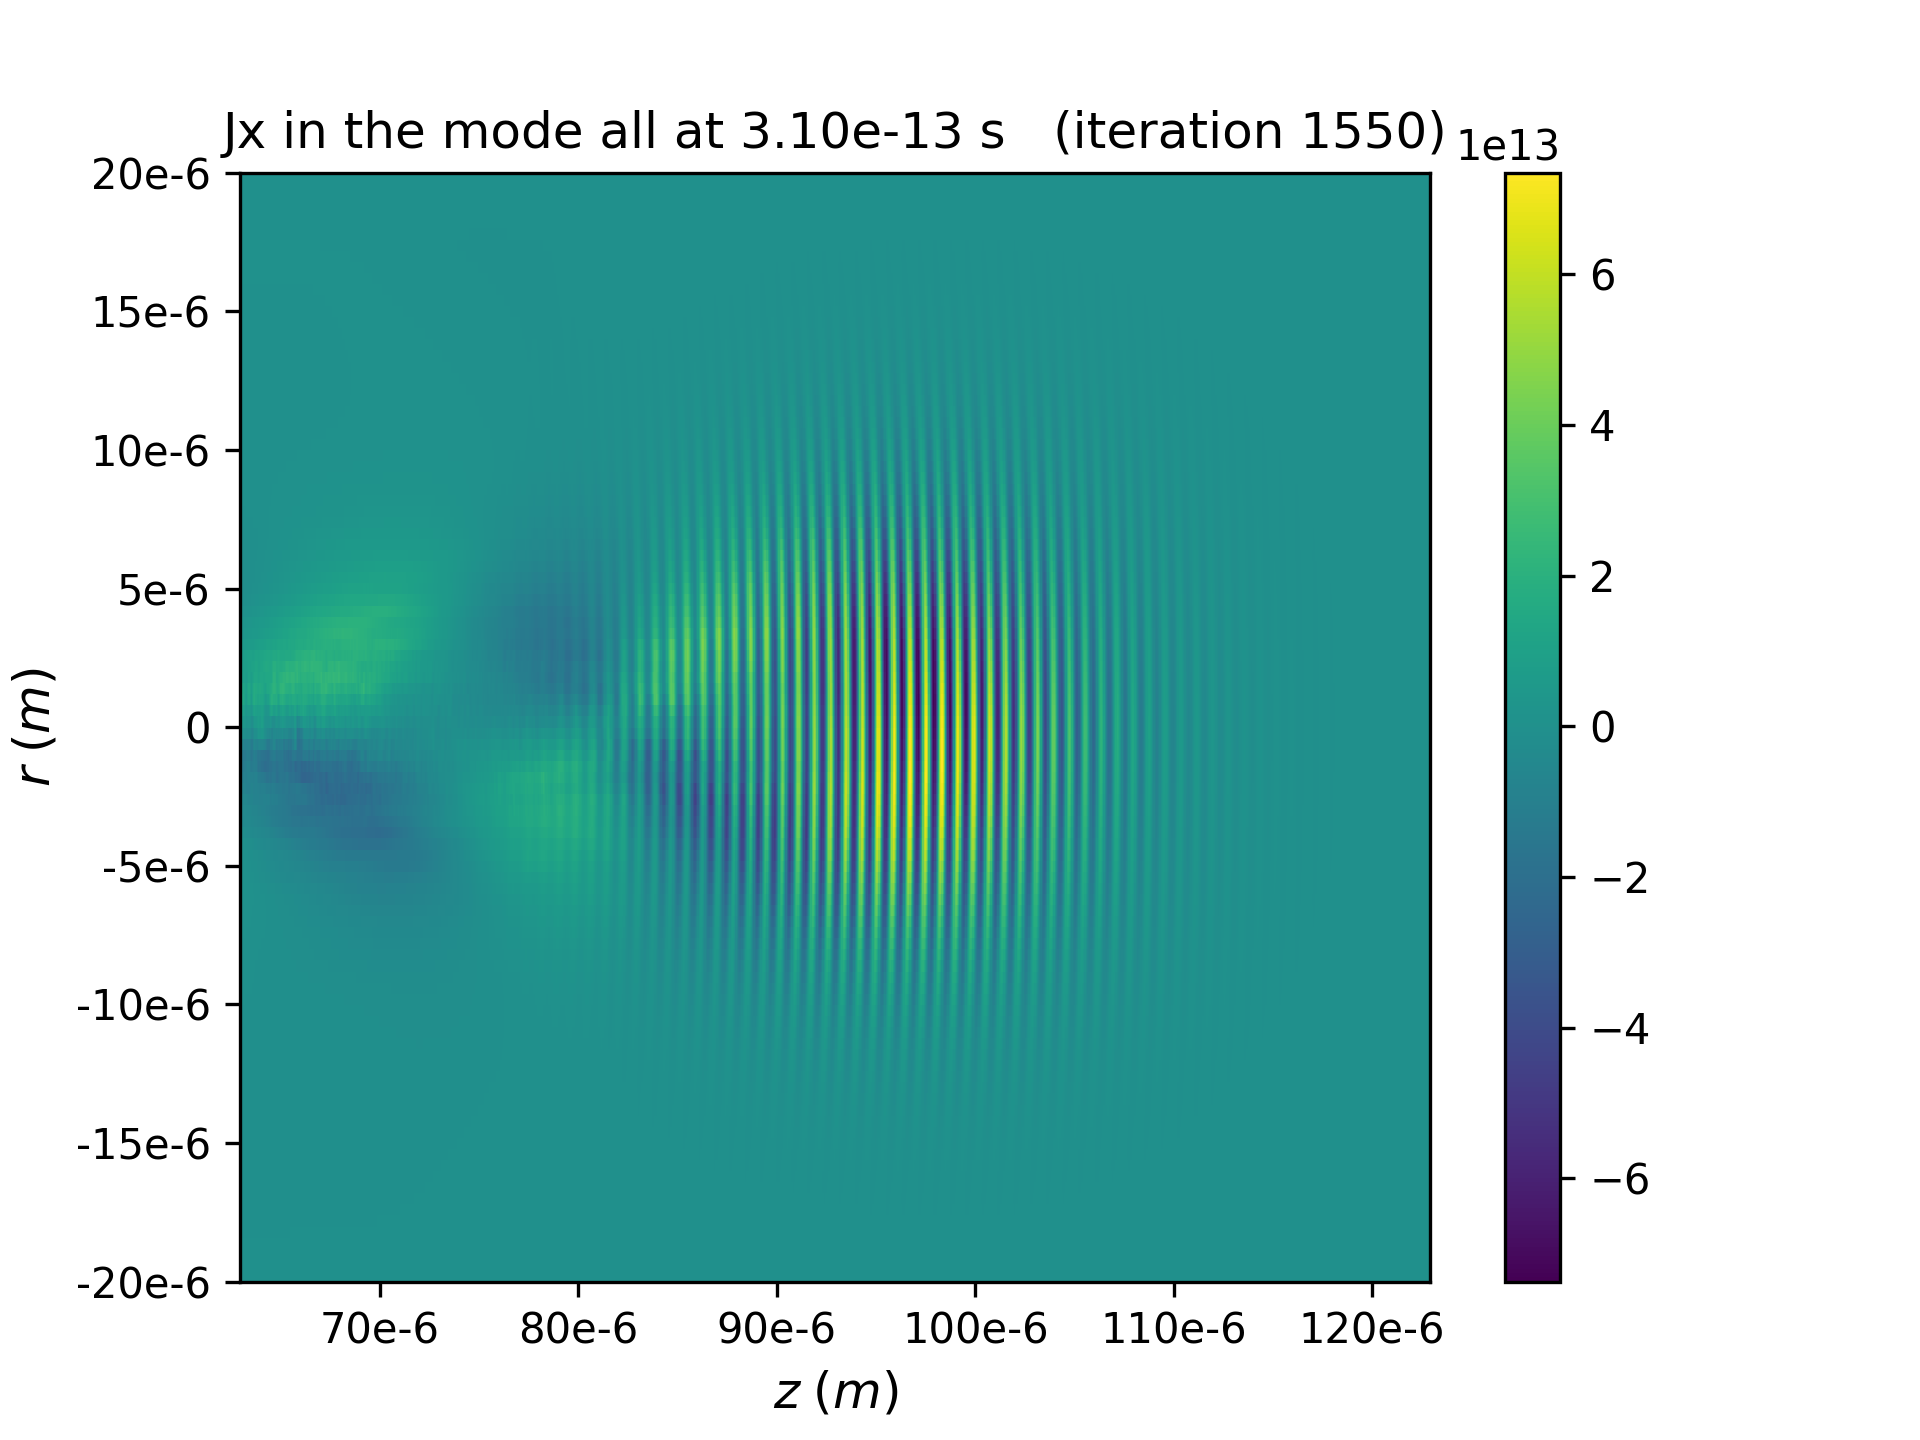 Jx in the mode all at 3.10e-13 s (iteration 1550)
1e13
20e-6
15e-6
10e-6
5e-6
0
-5e-6
-10e-6
-15e-6
-20e-6
r (m)
70e-6 80e-6 90e-6 100e-6 110e-6 120e-6
z (m)
6
4
2
0
−2
−4
−6